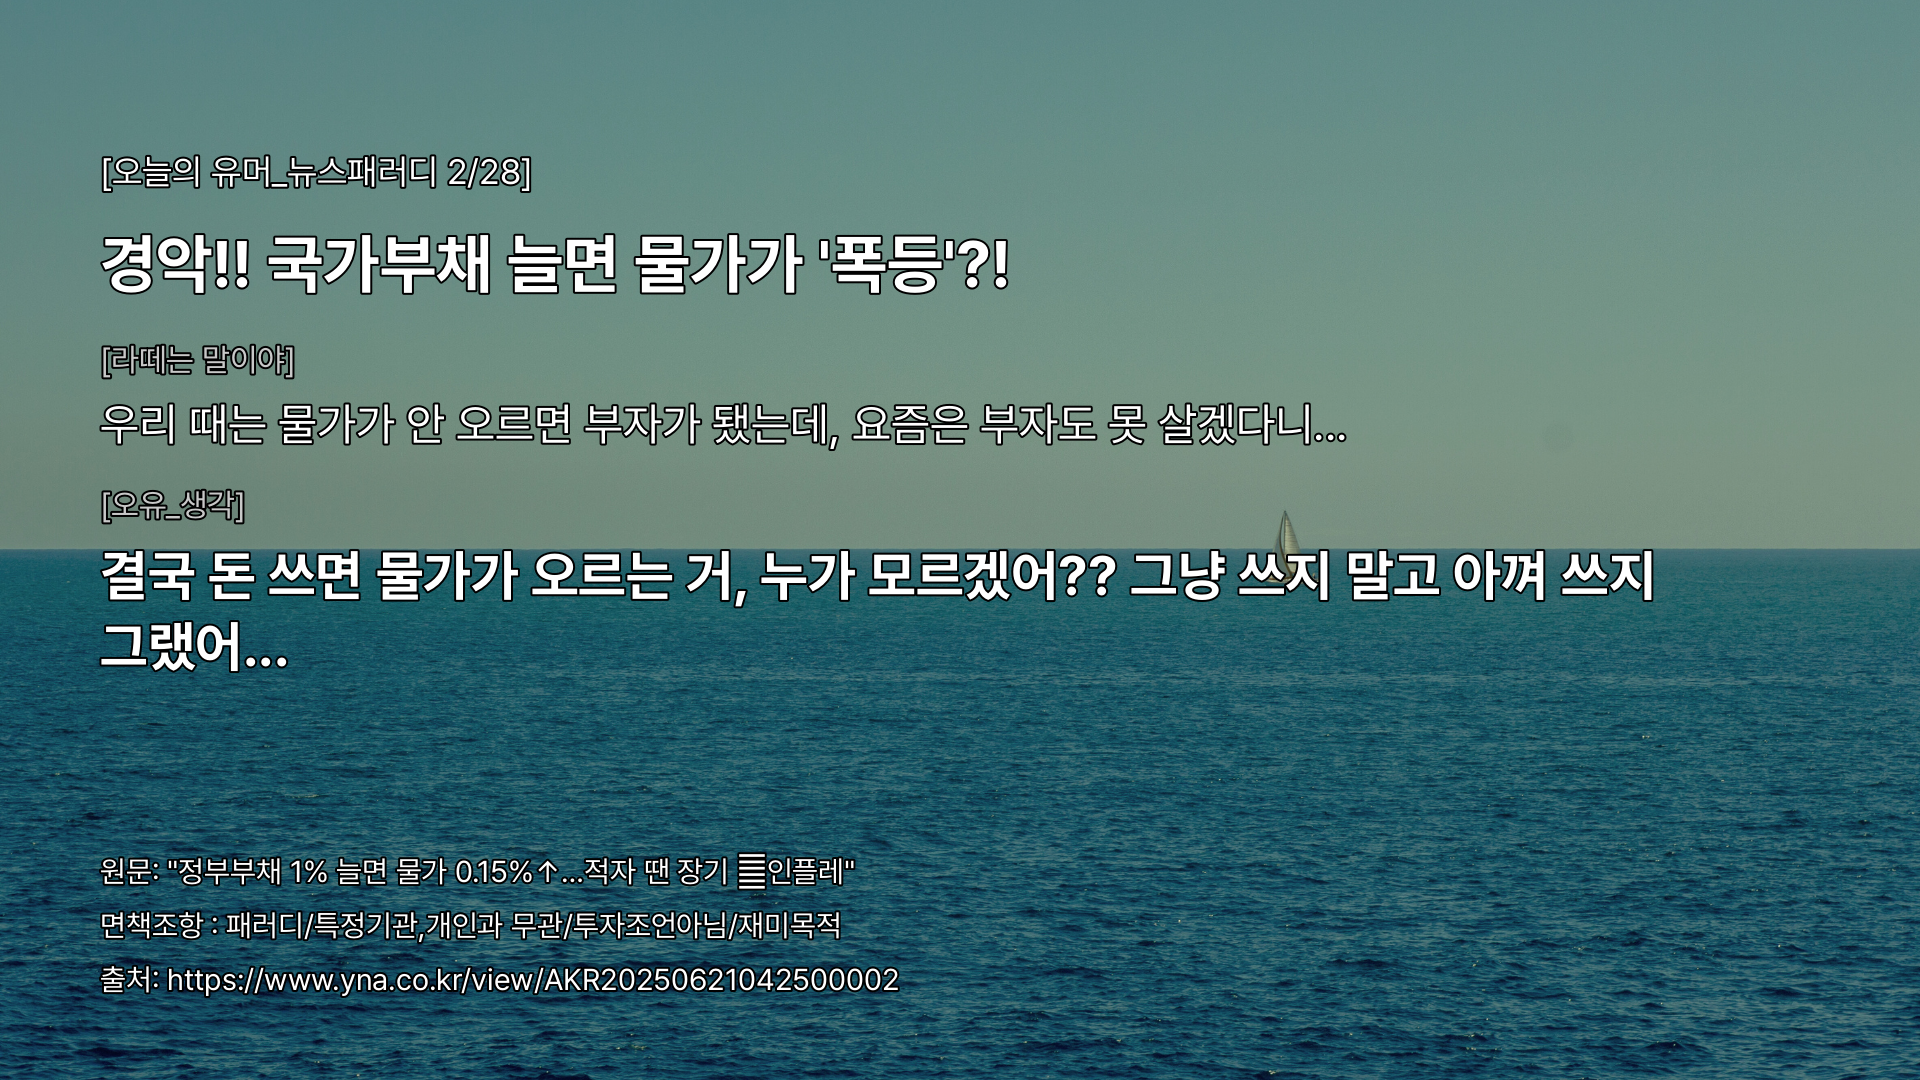 [오늘의 유머_뉴스패러디 2/28]
경악!! 국가부채 늘면 물가가 '폭등'?!
[라떼는 말이야]
우리 때는 물가가 안 오르면 부자가 됐는데, 요즘은 부자도 못 살겠다니...
[오유_생각]
결국 돈 쓰면 물가가 오르는 거, 누가 모르겠어?? 그냥 쓰지 말고 아껴 쓰지
그랬어...
원문: "정부부채 1% 늘면 물가 0.15%↑…적자 땐 장기 인플레"
면책조항 : 패러디/특정기관,개인과 무관/투자조언아님/재미목적
출처: https://www.yna.co.kr/view/AKR20250621042500002